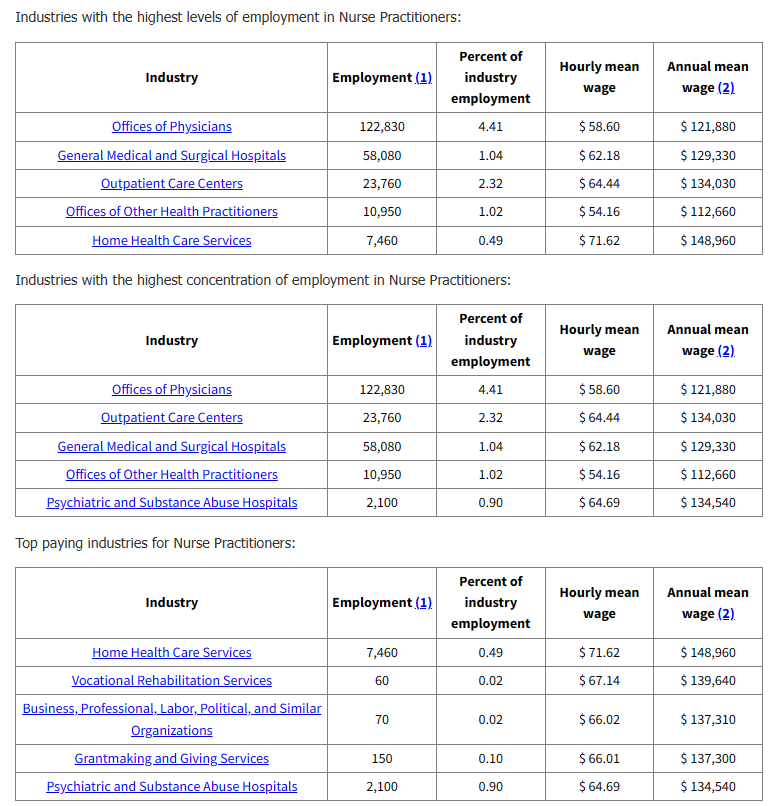 Industries with the highest levels of employment in Nurse Practitioners:
Industry Employment (1) Percent of industry employment Hourly mean wage Annual mean wage (2)
Offices of Physicians 122,830 4.41 $ 58.60 $ 121,880
General Medical and Surgical Hospitals 58,080 1.04 $ 62.18 $ 129,330
Outpatient Care Centers 23,760 2.32 $ 64.44 $ 134,030
Offices of Other Health Practitioners 10,950 1.02 $ 54.16 $ 112,660
Home Health Care Services 7,460 0.49 $ 71.62 $ 148,960
Industries with the highest concentration of employment in Nurse Practitioners:
Industry Employment (1) Percent of industry employment Hourly mean wage Annual mean wage (2)
Offices of Physicians 122,830 4.41 $ 58.60 $ 121,880
Outpatient Care Centers 23,760 2.32 $ 64.44 $ 134,030
General Medical and Surgical Hospitals 58,080 1.04 $ 62.18 $ 129,330
Offices of Other Health Practitioners 10,950 1.02 $ 54.16 $ 112,660
Psychiatric and Substance Abuse Hospitals 2,100 0.90 $ 64.69 $ 134,540
Top paying industries for Nurse Practitioners:
Industry Employment (1) Percent of industry employment Hourly mean wage Annual mean wage (2)
Home Health Care Services 7,460 0.49 $ 71.62 $ 148,960
Vocational Rehabilitation Services 60 0.02 $ 67.14 $ 139,640
Business, Professional, Labor, Political, and Similar Organizations 70 0.02 $ 66.02 $ 137,310
Grantmaking and Giving Services 150 0.10 $ 66.01 $ 137,300
Psychiatric and Substance Abuse Hospitals 2,100 0.90 $ 64.69 $ 134,540